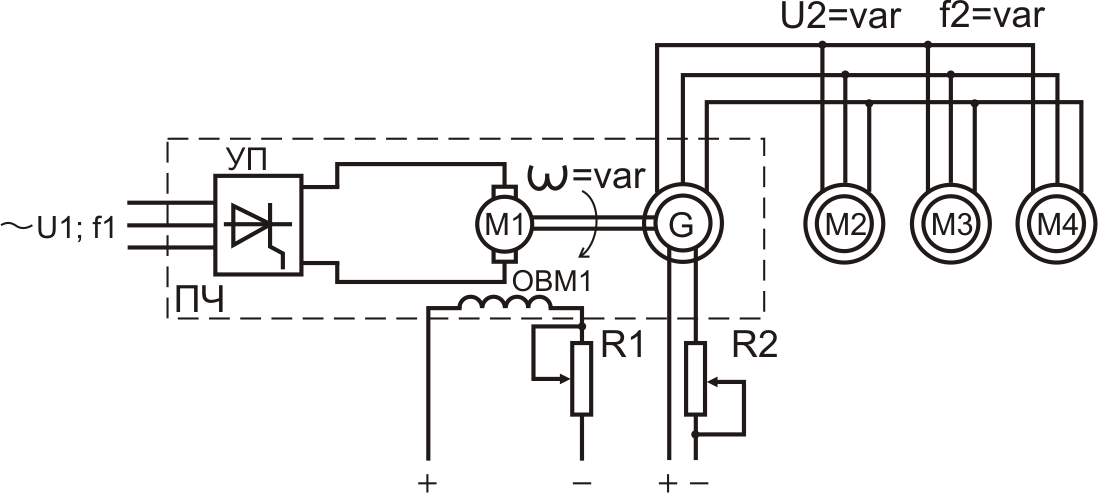 U2=var f2=var
УП
ω=var
~U1; f1
M1
G
M2
M3
M4
ОВМ1
ПЧ
R1
R2
+ − + −